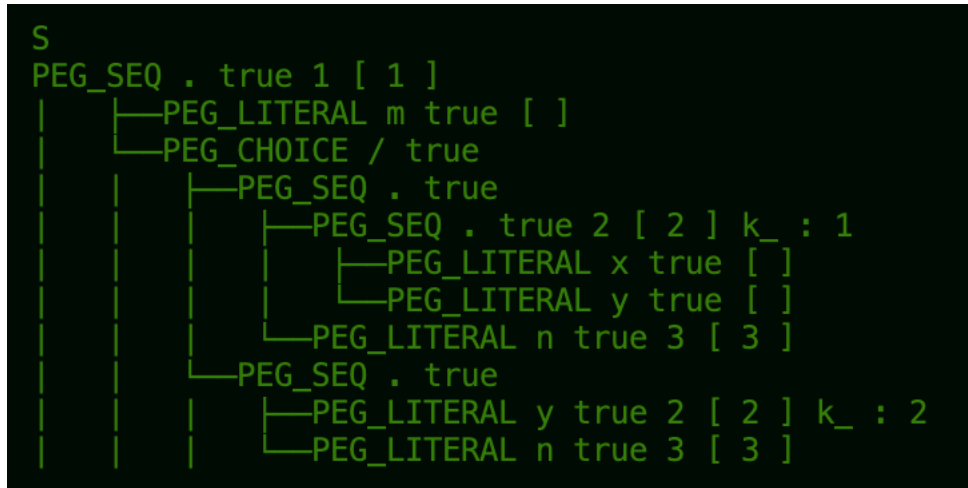 S
PEG_SEQ . true 1 [ 1 ]
|   ├──PEG_LITERAL m true [ ]
|   └──PEG_CHOICE / true
|   |   ├──PEG_SEQ . true
|   |   |   ├──PEG_SEQ . true 2 [ 2 ] k_ : 1
|   |   |   |   ├──PEG_LITERAL x true [ ]
|   |   |   |   └──PEG_LITERAL y true [ ]
|   |   |   └──PEG_LITERAL n true 3 [ 3 ]
|   |   └──PEG_SEQ . true
|   |   |   ├──PEG_LITERAL y true 2 [ 2 ] k_ : 2
|   |   |   └──PEG_LITERAL n true 3 [ 3 ]